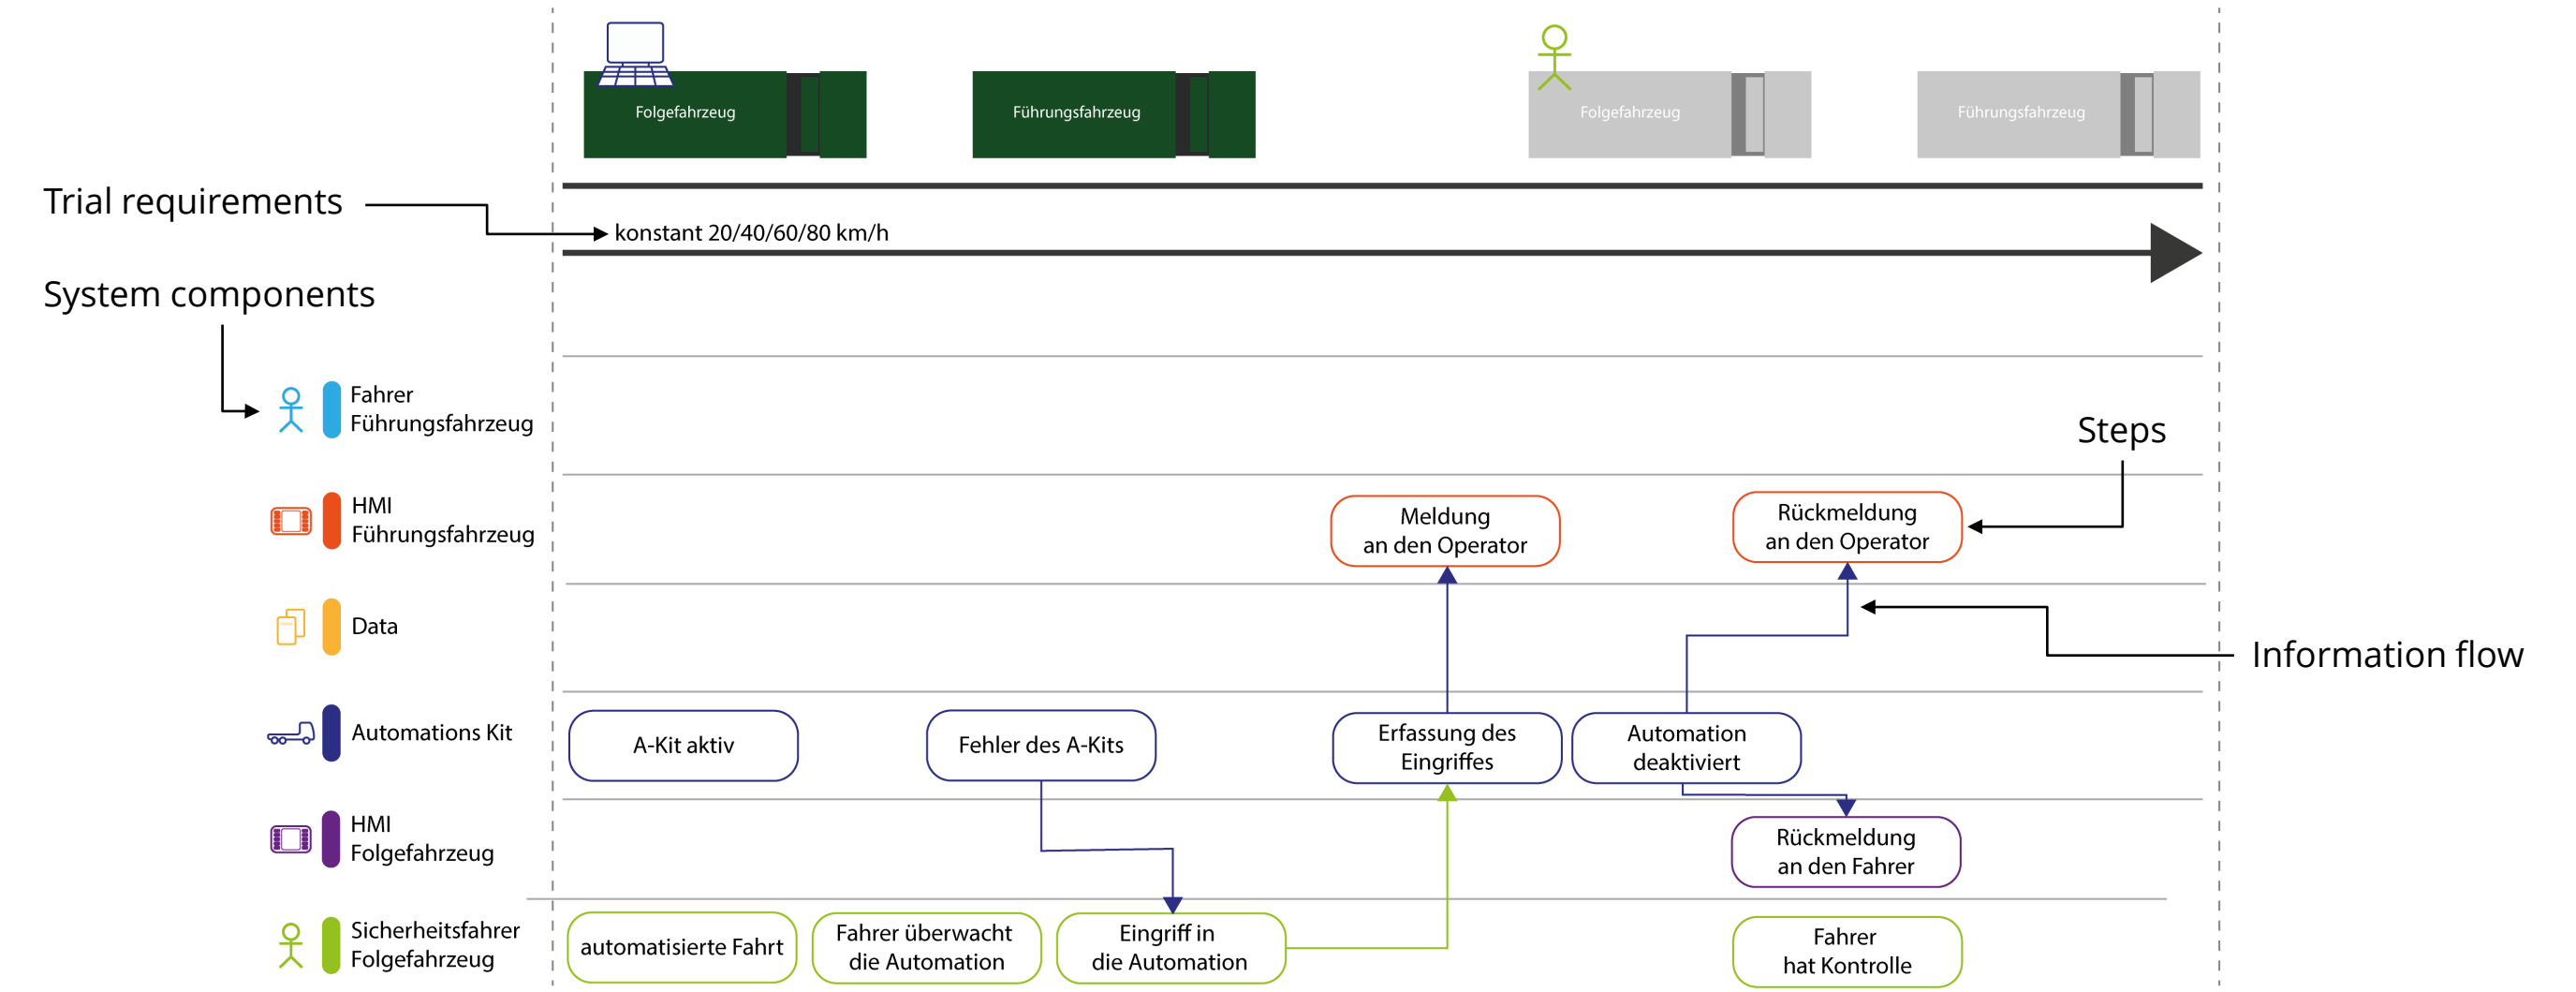 Folgefahrzeug
Führungsfahrzeug
Folgefahrzeug
Führungsfahrzeug
Trial requirements
konstant 20/40/60/80 km/h
System components
Fahrer
Führungsfahrzeug
Steps
HMI
Führungsfahrzeug
Meldung
an den Operator
Rückmeldung
an den Operator
Data
Information flow
Automations Kit
A-Kit aktiv
Fehler des A-Kits
Erfassung des
Eingriffes
Automation
deaktiviert
HMI
Folgefahrzeug
Rückmeldung
an den Fahrer
Sicherheitsfahrer
Folgefahrzeug
automatisierte Fahrt
Fahrer überwacht
die Automation
Eingriff in
die Automation
Fahrer
hat Kontrolle